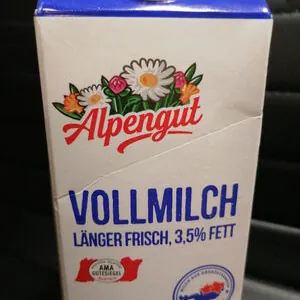 Alpengut
VOLLMILCH
LÄNGER FRISCH, 3,5% FETT
AMA
GÜTESIEGEL